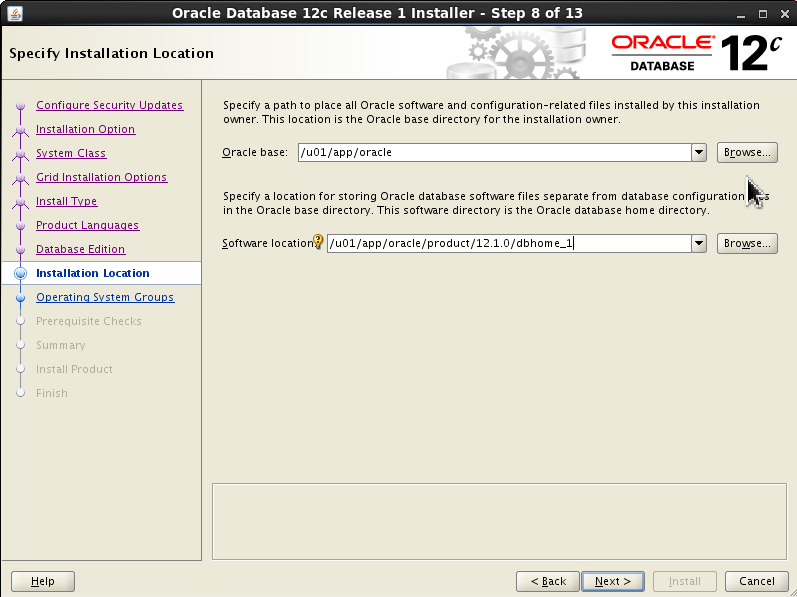 Oracle Database 12c Release 1 Installer - Step 8 of 13
Specify Installation Location
ORACLE®
DATABASE
12c
Configure Security Updates
Installation Option
System Class
Grid Installation Options
Install Type
Product Languages
Database Edition
Installation Location
Operating System Groups
Prerequisite Checks
Summary
Install Product
Finish
Specify a path to place all Oracle software and configuration-related files installed by this installation
owner. This location is the Oracle base directory for the installation owner.
Oracle base: /u01/app/oracle Browse...
Specify a location for storing Oracle database software files separate from database configuration
in the Oracle base directory. This software directory is the Oracle database home directory.
Software location /u01/app/oracle/product/12.1.0/dbhome_1 Browse...
Help
< Back
Next >
Install
Cancel